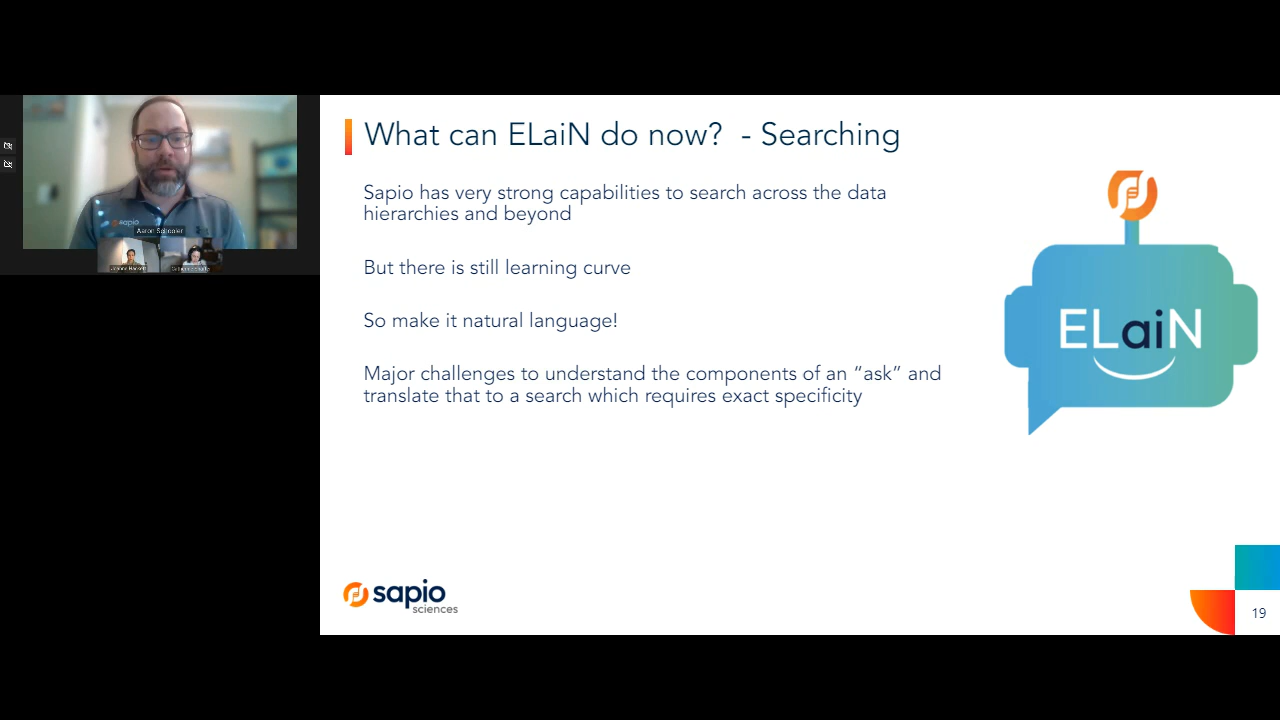 What can ELaiN do now? - Searching
Sapio has very strong capabilities to search across the data
hierarchies and beyond
But there is still learning curve
So make it natural language!
Major challenges to understand the components of an “ask” and
translate that to a search which requires exact specificity
ELaiN
sapio
Aaron
sapio
sciences
19